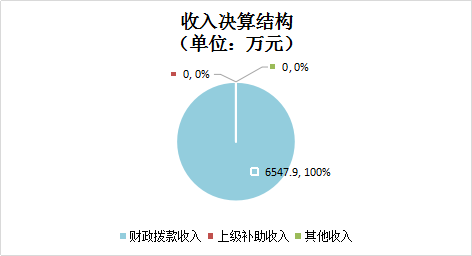 收入决算结构
（单位：万元）
0, 0%
0, 0%
6547.9, 100%
财政拨款收入 上级补助收入 其他收入